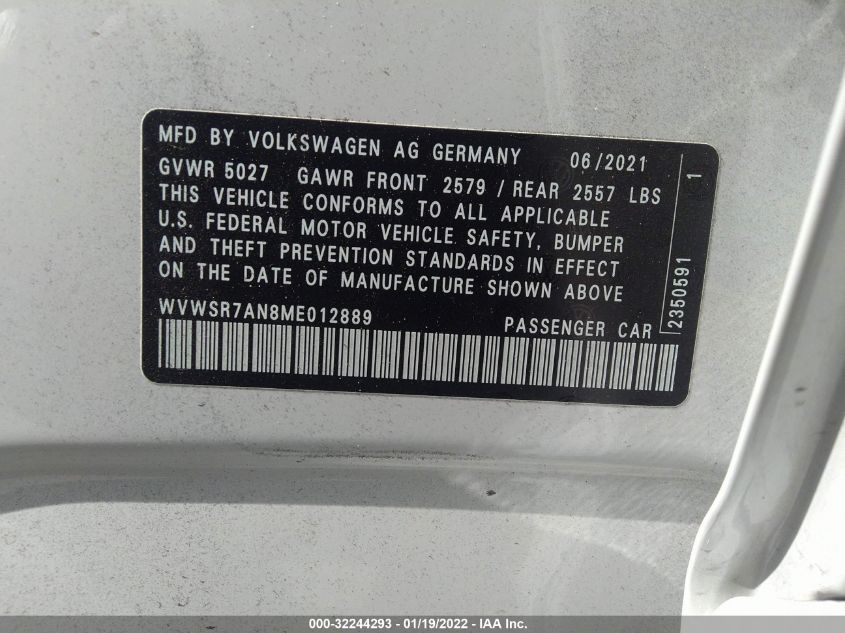 MFD BY VOLKSWAGEN AG GERMANY 06/2021
GVWR 5027 GAWR FRONT 2579 / REAR 2557 LBS
THIS VEHICLE CONFORMS TO ALL APPLICABLE
U.S. FEDERAL MOTOR VEHICLE SAFETY, BUMPER
AND THEFT PREVENTION STANDARDS IN EFFECT
ON THE DATE OF MANUFACTURE SHOWN ABOVE
WVWSR7AN8ME012889 PASSENGER CAR
2350591 1
000-32244293 - 01/19/2022 - IAA Inc.